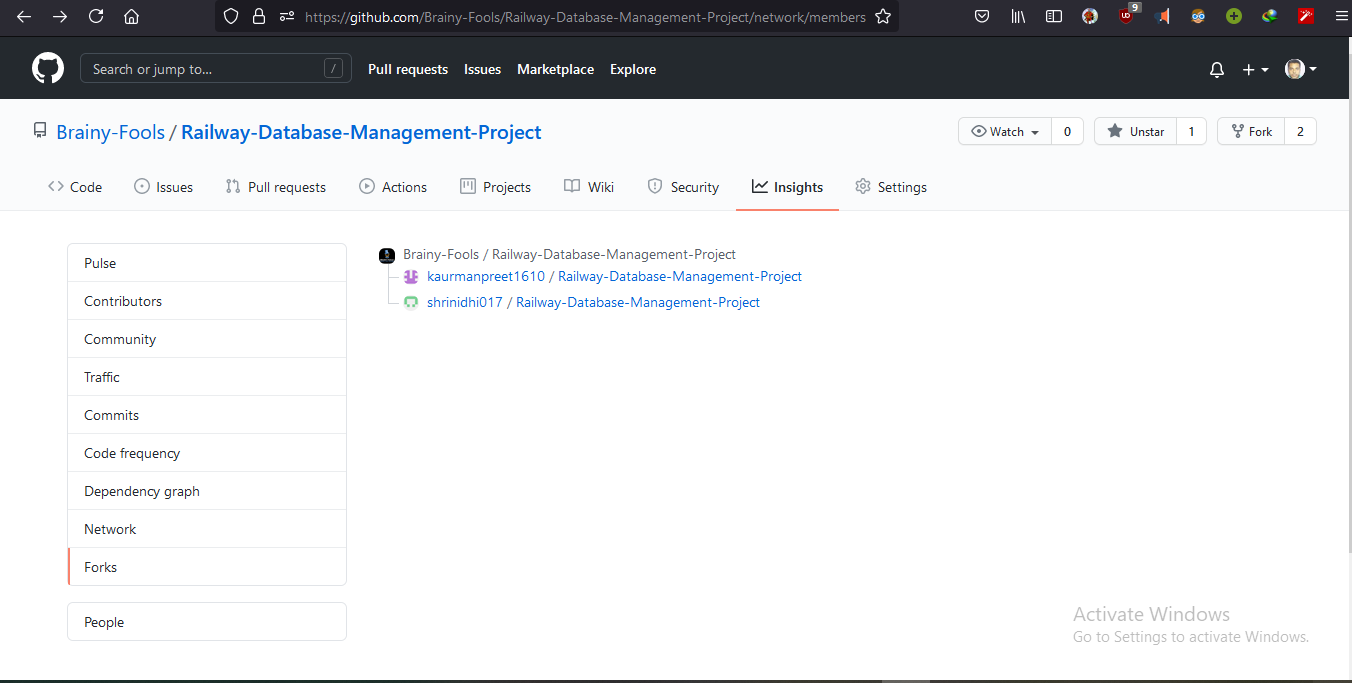 https://github.com/Brainy-Fools/Railway-Database-Management-Project/network/members
9
Search or jump to... /
Pull requests Issues Marketplace Explore
Brainy-Fools / Railway-Database-Management-Project
Watch 0 Unstar 1 Fork 2
Code Issues Pull requests Actions Projects Wiki Security Insights Settings
Pulse
Contributors
Community
Traffic
Commits
Code frequency
Dependency graph
Network
Forks
People
Brainy-Fools / Railway-Database-Management-Project
kaurmanpreet1610 / Railway-Database-Management-Project
shrinidhi017 / Railway-Database-Management-Project
Activate Windows
Go to Settings to activate Windows.